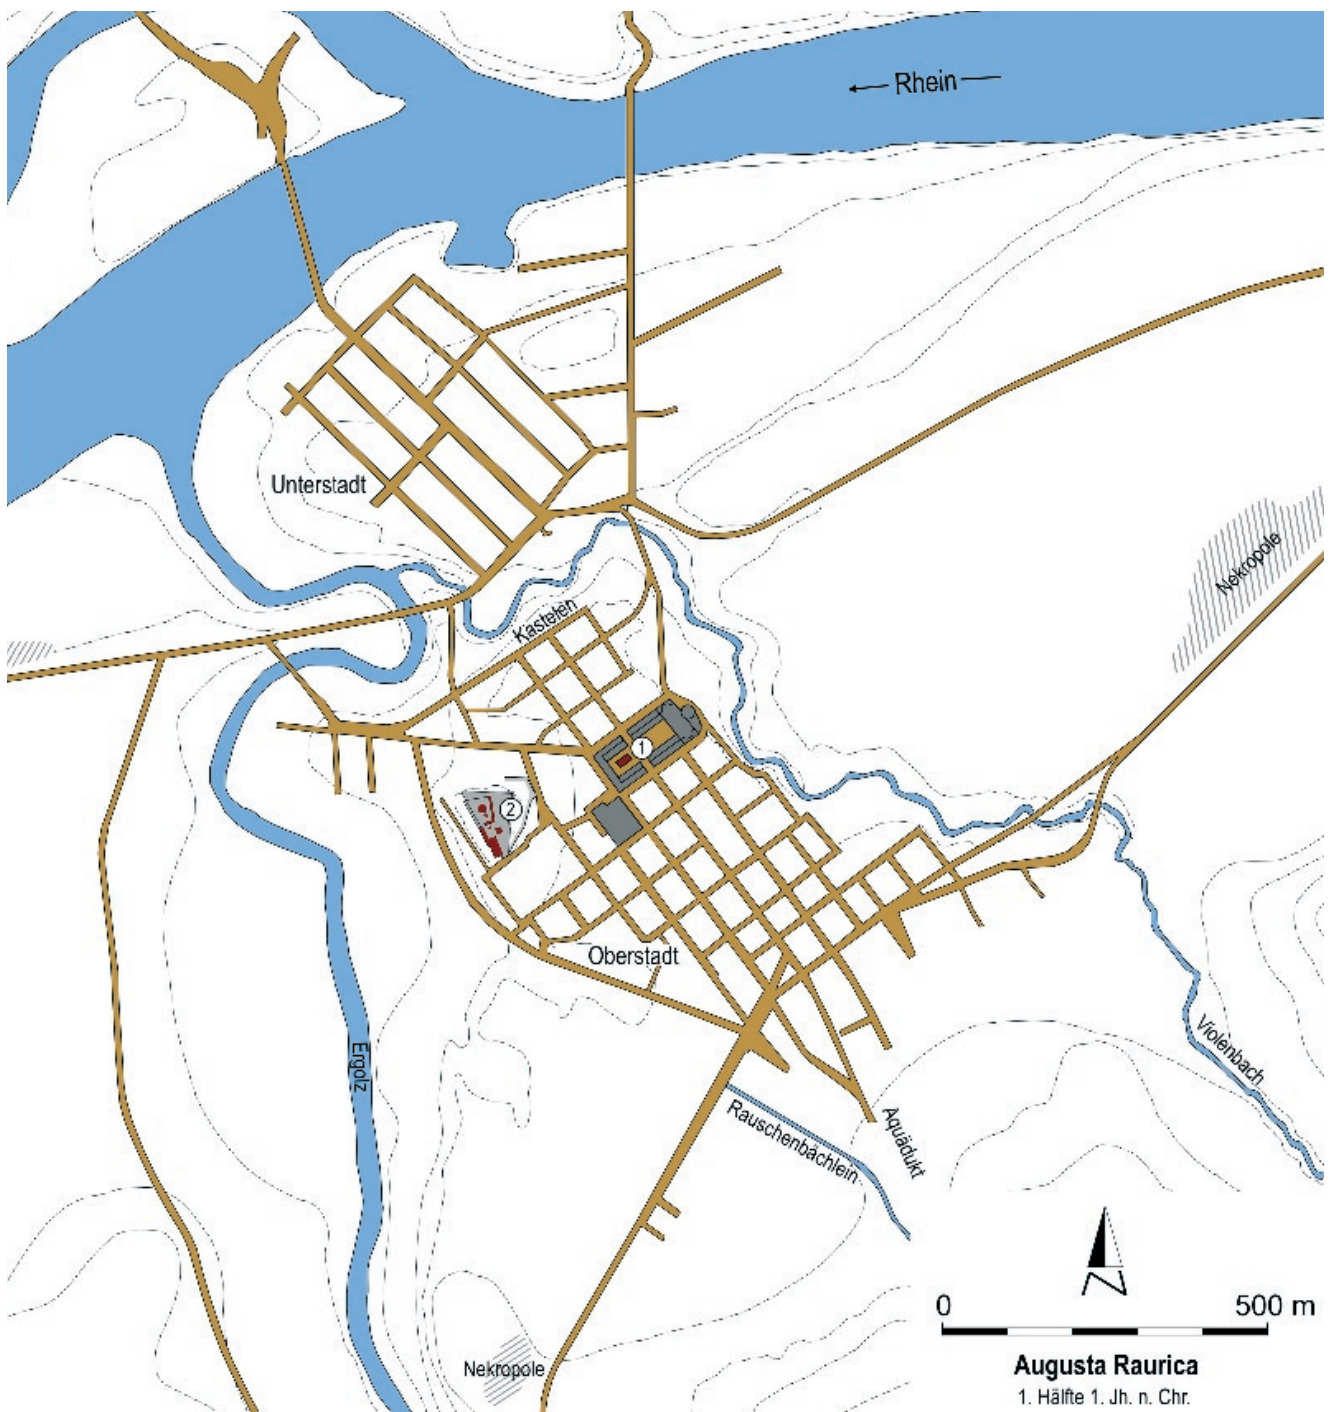 Rhein
Unterstadt
Nekropole
Kastelen
1
2
Oberstadt
Ergolz
Violenbach
Rauschenbächlein
Aquädukt
N
0 500 m
Nekropole
Augusta Raurica
1. Hälfte 1. Jh. n. Chr.